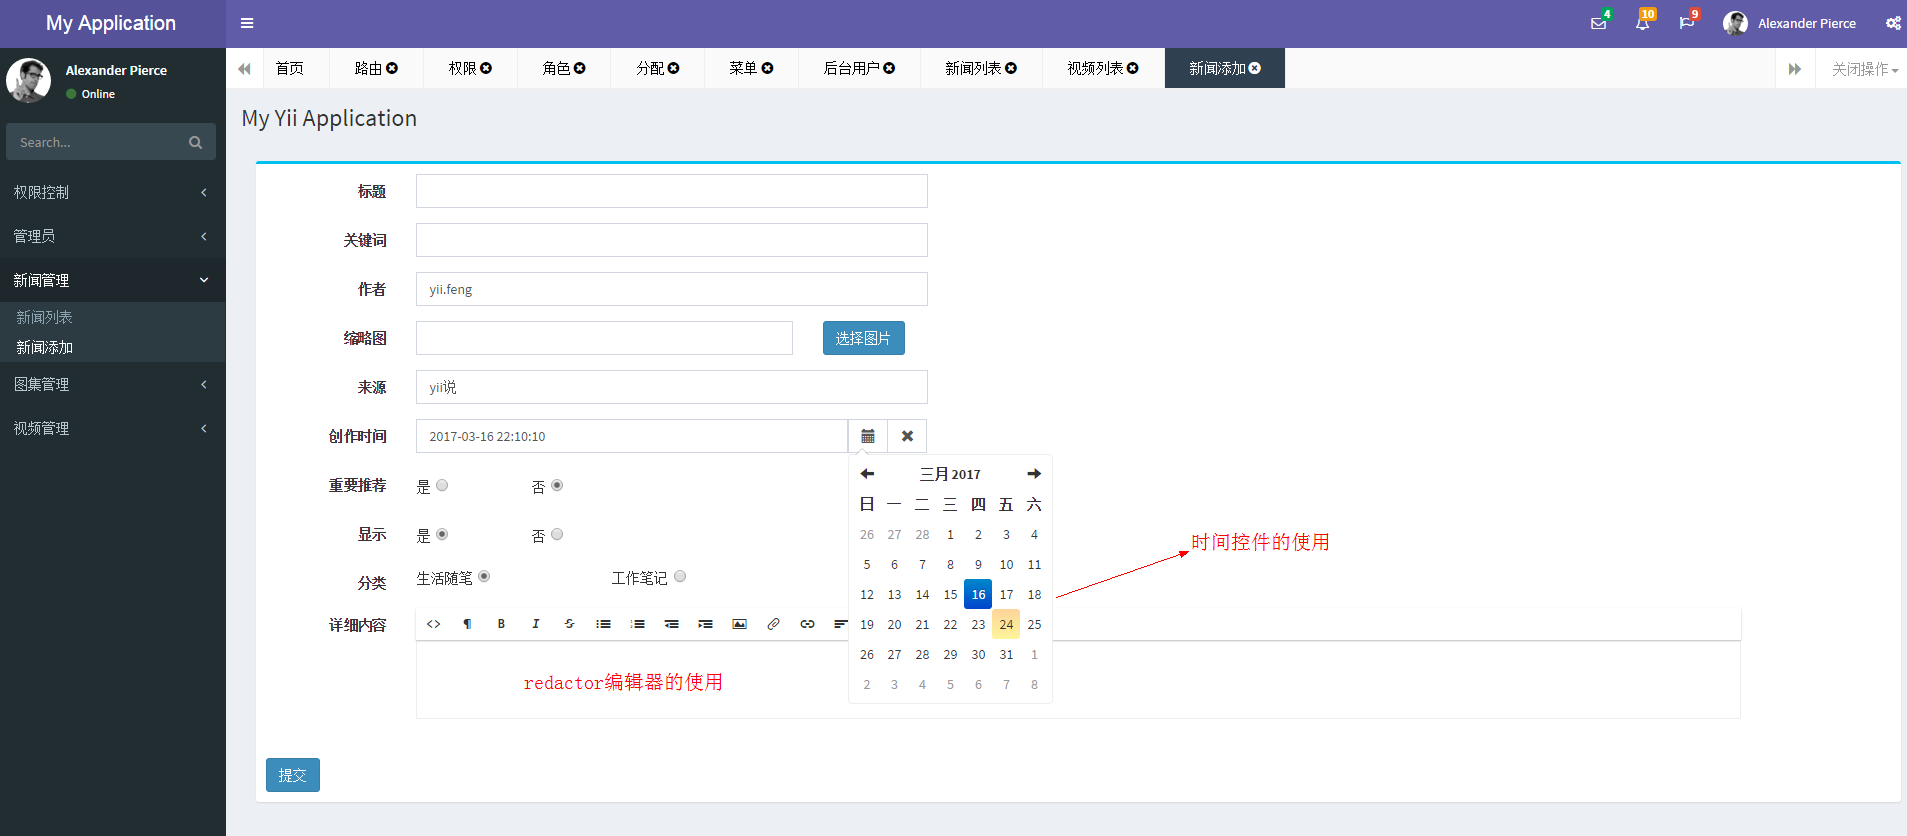 My Application
4
10
9
Alexander Pierce
Alexander Pierce
Online
首页
路由
权限
角色
分配
菜单
后台用户
新闻列表
视频列表
新闻添加
关闭操作
Search...
权限控制
管理员
新闻管理
新闻列表
新闻添加
图集管理
视频管理
My Yii Application
标题
关键词
作者 yii.feng
缩略图 选择图片
来源 yii说
创作时间 2017-03-16 22:10:10
重要推荐 是 否
显示 是 否
分类 生活随笔 工作笔记
详细内容
¶ B I S
三月 2017
日 一 二 三 四 五 六
26 27 28 1 2 3 4
5 6 7 8 9 10 11
12 13 14 15 16 17 18
19 20 21 22 23 24 25
26 27 28 29 30 31 1
2 3 4 5 6 7 8
时间控件的使用
redactor编辑器的使用
提交